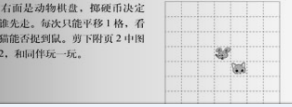 右面是动物棋盘，掷硬币决定
谁先走。每次只能平移1格，看
猫能否捉到鼠。剪下附页2中图
2，和同伴玩一玩。